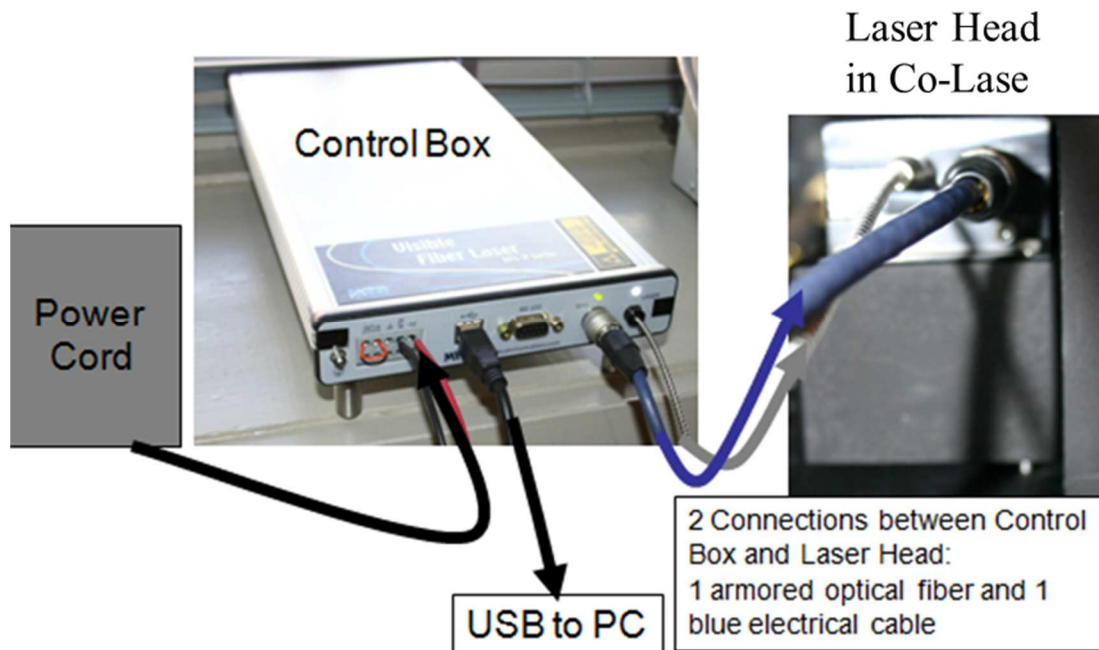 Laser Head
in Co-Lase
Control Box
Visible
Fiber Laser
Power
Cord
USB to PC
2 Connections between Control
Box and Laser Head:
1 armored optical fiber and 1
blue electrical cable